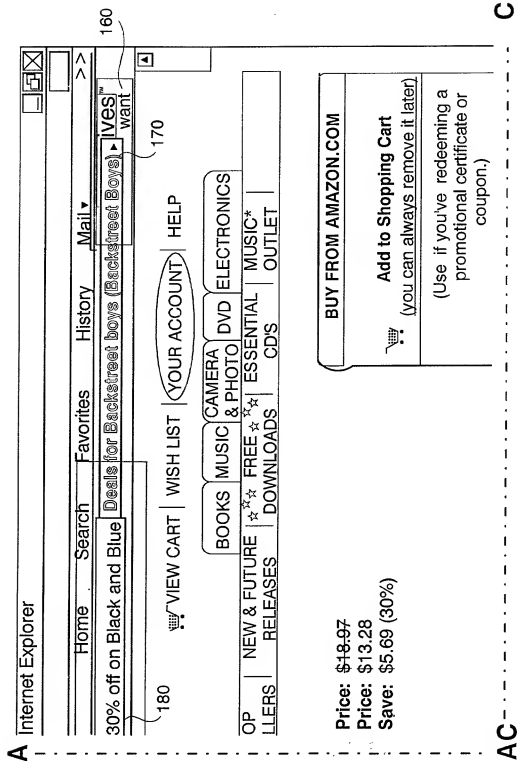 A
C
Internet Explorer
Home Search Favorites History Mail >>
30% off on Black and Blue Deals for Backstreet boys (Backstreet Boys) ives™
want
160
170
180
VIEW CART | WISH LIST | YOUR ACCOUNT | HELP
BOOKS MUSIC CAMERA & PHOTO DVD ELECTRONICS
OP NEW & FUTURE | FREE | ESSENTIAL | MUSIC* |
LLERS RELEASES DOWNLOADS CD'S OUTLET
Price: $18.97
Price: $13.28
Save: $5.69 (30%)
BUY FROM AMAZON.COM
Add to Shopping Cart
(you can always remove it later)
(Use if you've redeeming a
promotional certificate or
coupon.)
AC
C